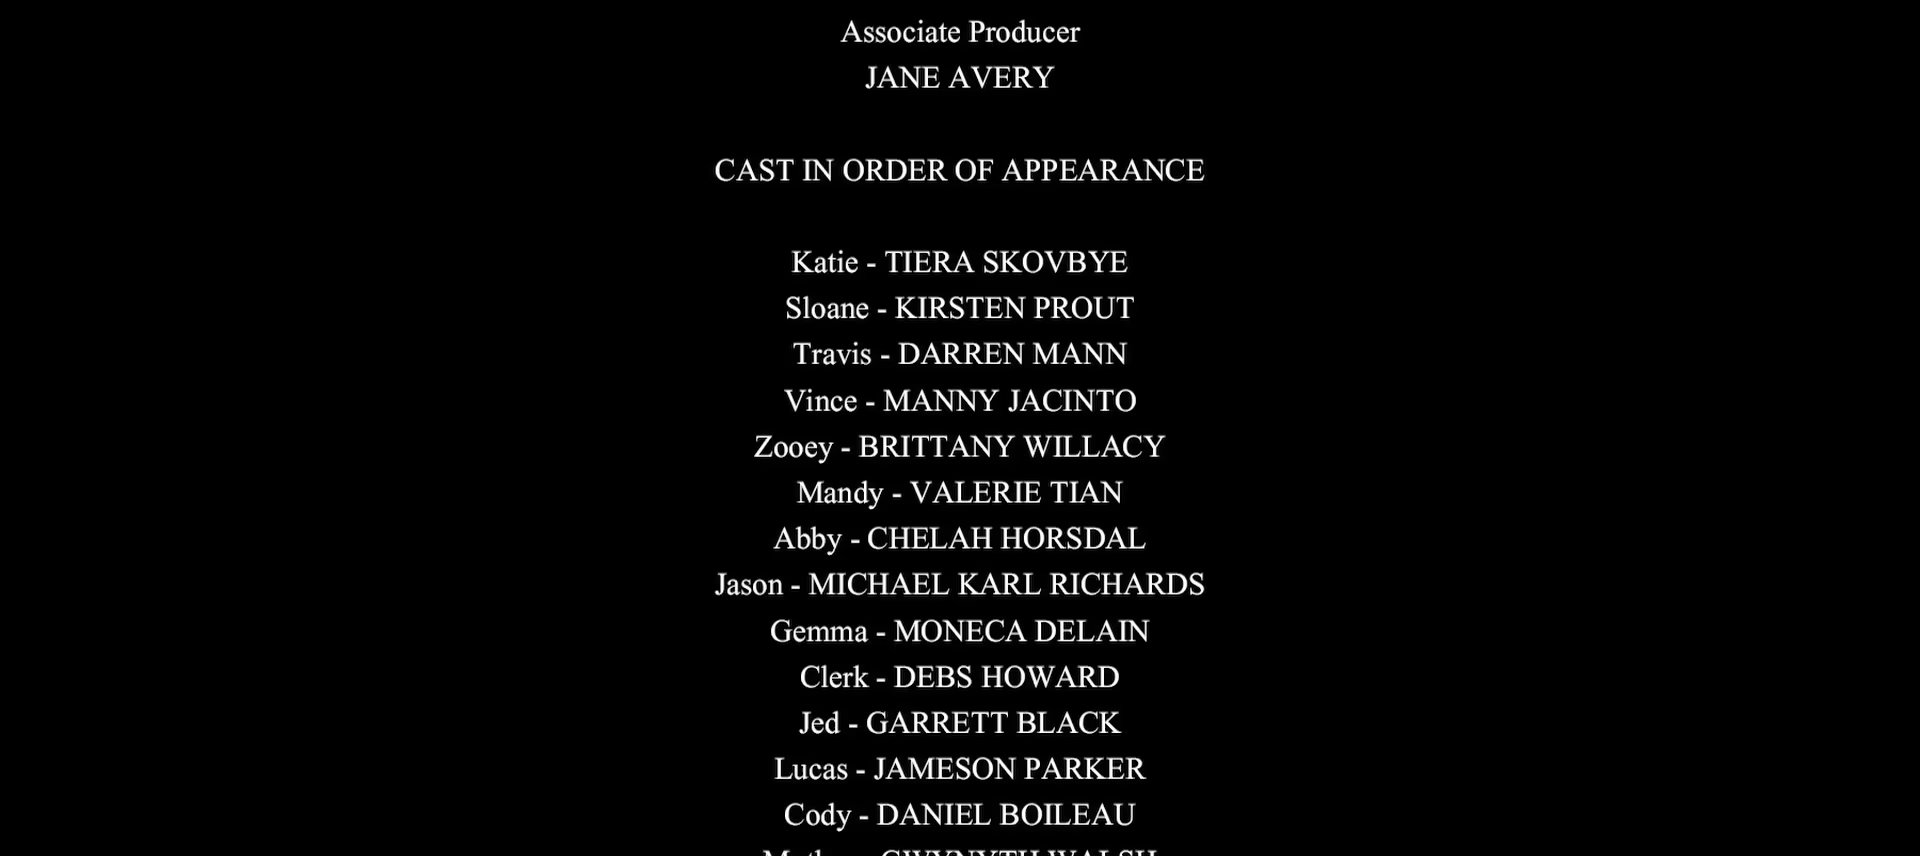 Associate Producer
JANE AVERY
CAST IN ORDER OF APPEARANCE
Katie - TIERA SKOVBYE
Sloane - KIRSTEN PROUT
Travis - DARREN MANN
Vince - MANNY JACINTO
Zooey - BRITTANY WILLACY
Mandy - VALERIE TIAN
Abby - CHELAH HORSDAL
Jason - MICHAEL KARL RICHARDS
Gemma - MONECA DELAIN
Clerk - DEBS HOWARD
Jed - GARRETT BLACK
Lucas - JAMESON PARKER
Cody - DANIEL BOILEAU
- GWYNYTH WALSH